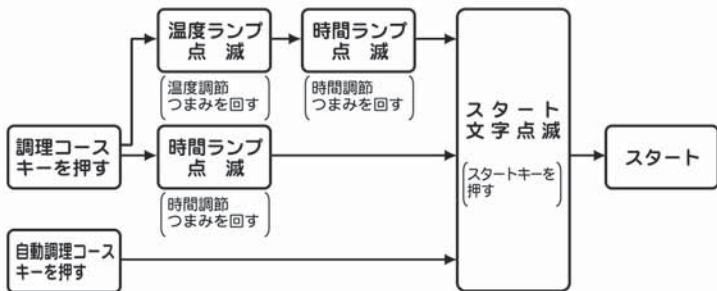 温度ランプ
点 滅
時間ランプ
点 滅
温度調節
つまみを回す
時間調節
つまみを回す
調理コース
キーを押す
時間ランプ
点 滅
時間調節
つまみを回す
自動調理コース
キーを押す
スタート
文字点滅
スタートキーを
押す
スタート